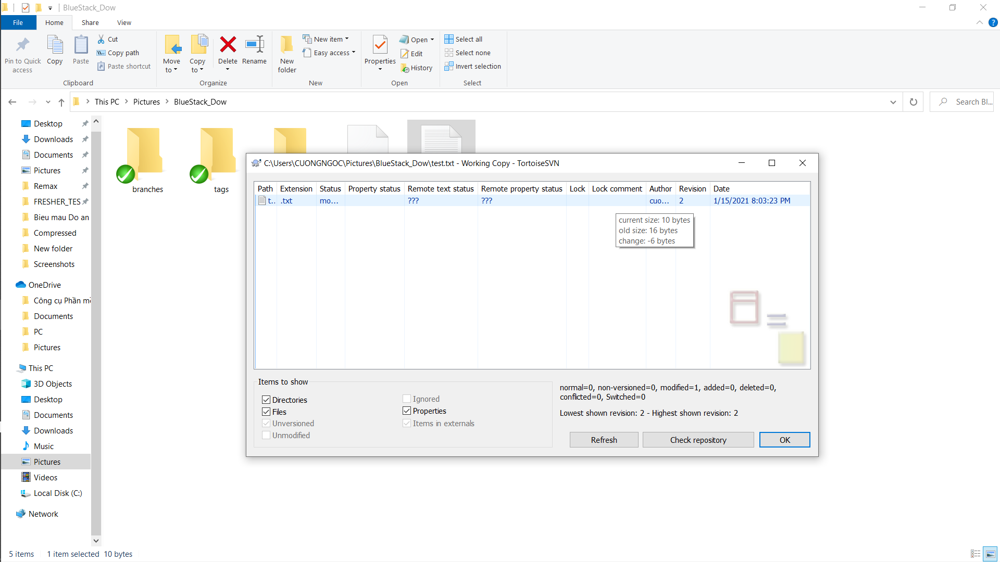 BlueStack_Dow
File
Home
Share
View
Pin to Quick access
Copy
Paste
Cut
Copy path
Paste shortcut
Clipboard
Move to
Copy to
Delete
Rename
Organize
New folder
New item
Easy access
New
Properties
Open
Edit
History
Open
Select all
Select none
Invert selection
Select
This PC
Pictures
BlueStack_Dow
Search Bl...
Desktop
Downloads
Documents
Pictures
Remax
FRESHER_TES
Bieu mau Do an
Compressed
New folder
Screenshots
OneDrive
Công cụ Phần
Documents
PC
Pictures
This PC
3D Objects
Desktop
Documents
Downloads
Music
Pictures
Videos
Local Disk (C:)
Network
branches
tags
C:\Users\CUONGNGOC\Pictures\BlueStack_Dow\test.txt - Working Copy - TortoiseSVN
Path Extension Status Property status Remote text status Remote property status Lock Lock comment Author Revision Date
t.. .txt mo... ??? ??? cuo... 2 1/15/2021 8:03:23 PM
current size: 10 bytes
old size: 16 bytes
change: -6 bytes
Items to show
Directories
Files
Unversioned
Unmodified
Ignored
Properties
Items in externals
normal=0, non-versioned=0, modified=1, added=0, deleted=0,
conflicted=0, Switched=0
Lowest shown revision: 2 - Highest shown revision: 2
Refresh
Check repository
OK
5 items
1 item selected 10 bytes